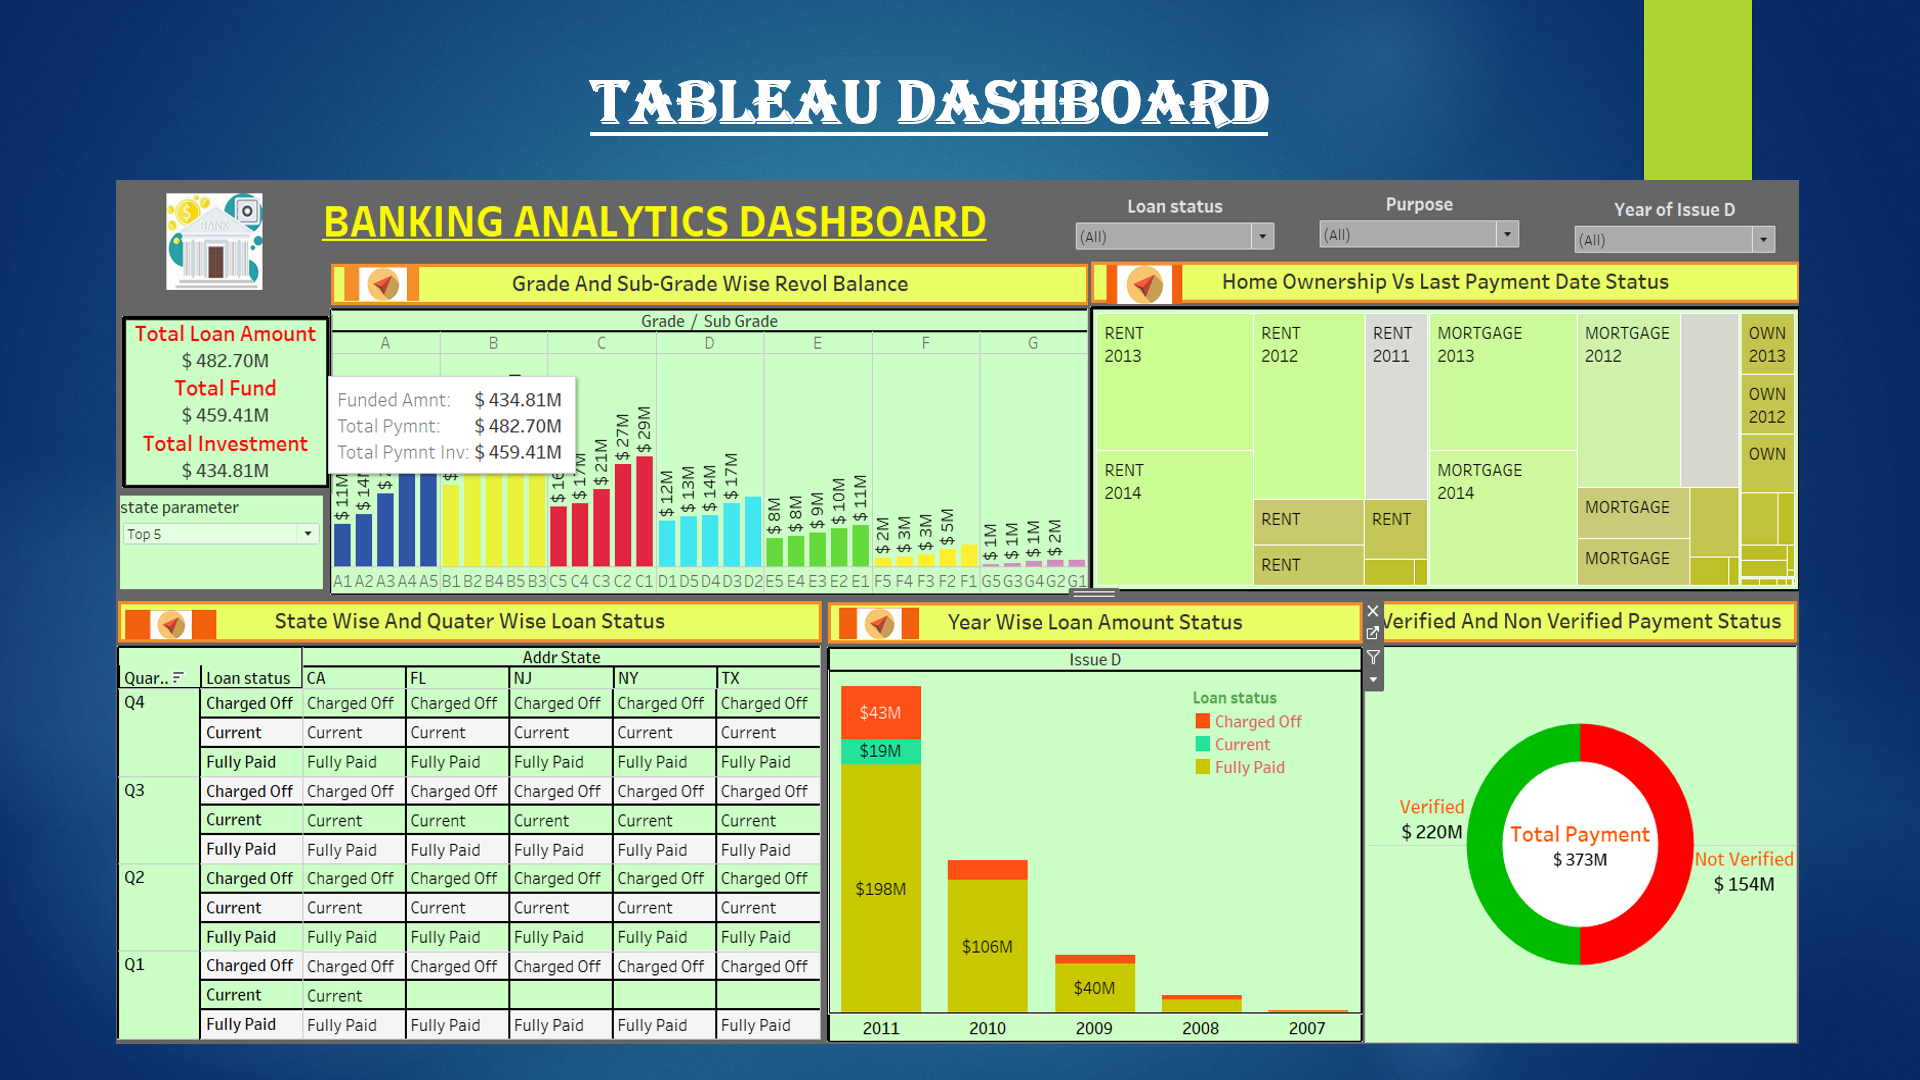 TABLEAU DASHBOARD
BANK
BANKING ANALYTICS DASHBOARD
Loan status
(All)
Purpose
(All)
Year of Issue D
(All)
Grade And Sub-Grade Wise Revol Balance
Home Ownership Vs Last Payment Date Status
Total Loan Amount
$ 482.70M
Total Fund
$ 459.41M
Total Investment
$ 434.81M
state parameter
Top 5
Grade / Sub Grade
A B C D E F G
Funded Amnt: $ 434.81M
Total Pymnt: $ 482.70M
Total Pymnt Inv: $ 459.41M
$ 11M $ 14M $ 17M $ 21M $ 27M $ 29M $ 12M $ 13M $ 14M $ 17M $ 8M $ 8M $ 9M $ 10M $ 11M $ 2M $ 3M $ 3M $ 5M $ 1M $ 1M $ 1M $ 2M
A1 A2 A3 A4 A5 B1 B2 B4 B5 B3 C5 C4 C3 C2 C1 D1 D5 D4 D3 D2 E5 E4 E3 E2 E1 F5 F4 F3 F2 F1 G5 G3 G4 G2 G1
RENT
2013
RENT
2014
RENT
2012
RENT
RENT
RENT
2011
RENT
MORTGAGE
2013
MORTGAGE
2014
MORTGAGE
2012
MORTGAGE
MORTGAGE
OWN
2013
OWN
2012
OWN
State Wise And Quater Wise Loan Status
Addr State
Quar.. Loan status CA FL NJ NY TX
Q4 Charged Off Charged Off Charged Off Charged Off Charged Off Charged Off
Current Current Current Current Current Current
Fully Paid Fully Paid Fully Paid Fully Paid Fully Paid Fully Paid
Q3 Charged Off Charged Off Charged Off Charged Off Charged Off Charged Off
Current Current Current Current Current Current
Fully Paid Fully Paid Fully Paid Fully Paid Fully Paid Fully Paid
Q2 Charged Off Charged Off Charged Off Charged Off Charged Off Charged Off
Current Current Current Current Current Current
Fully Paid Fully Paid Fully Paid Fully Paid Fully Paid Fully Paid
Q1 Charged Off Charged Off Charged Off Charged Off Charged Off Charged Off
Current Current
Fully Paid Fully Paid Fully Paid Fully Paid Fully Paid Fully Paid
Year Wise Loan Amount Status
Issue D
$43M
$19M
$198M
$106M
$40M
Loan status
Charged Off
Current
Fully Paid
2011 2010 2009 2008 2007
Verified And Non Verified Payment Status
Verified
$ 220M
Total Payment
$ 373M
Not Verified
$ 154M